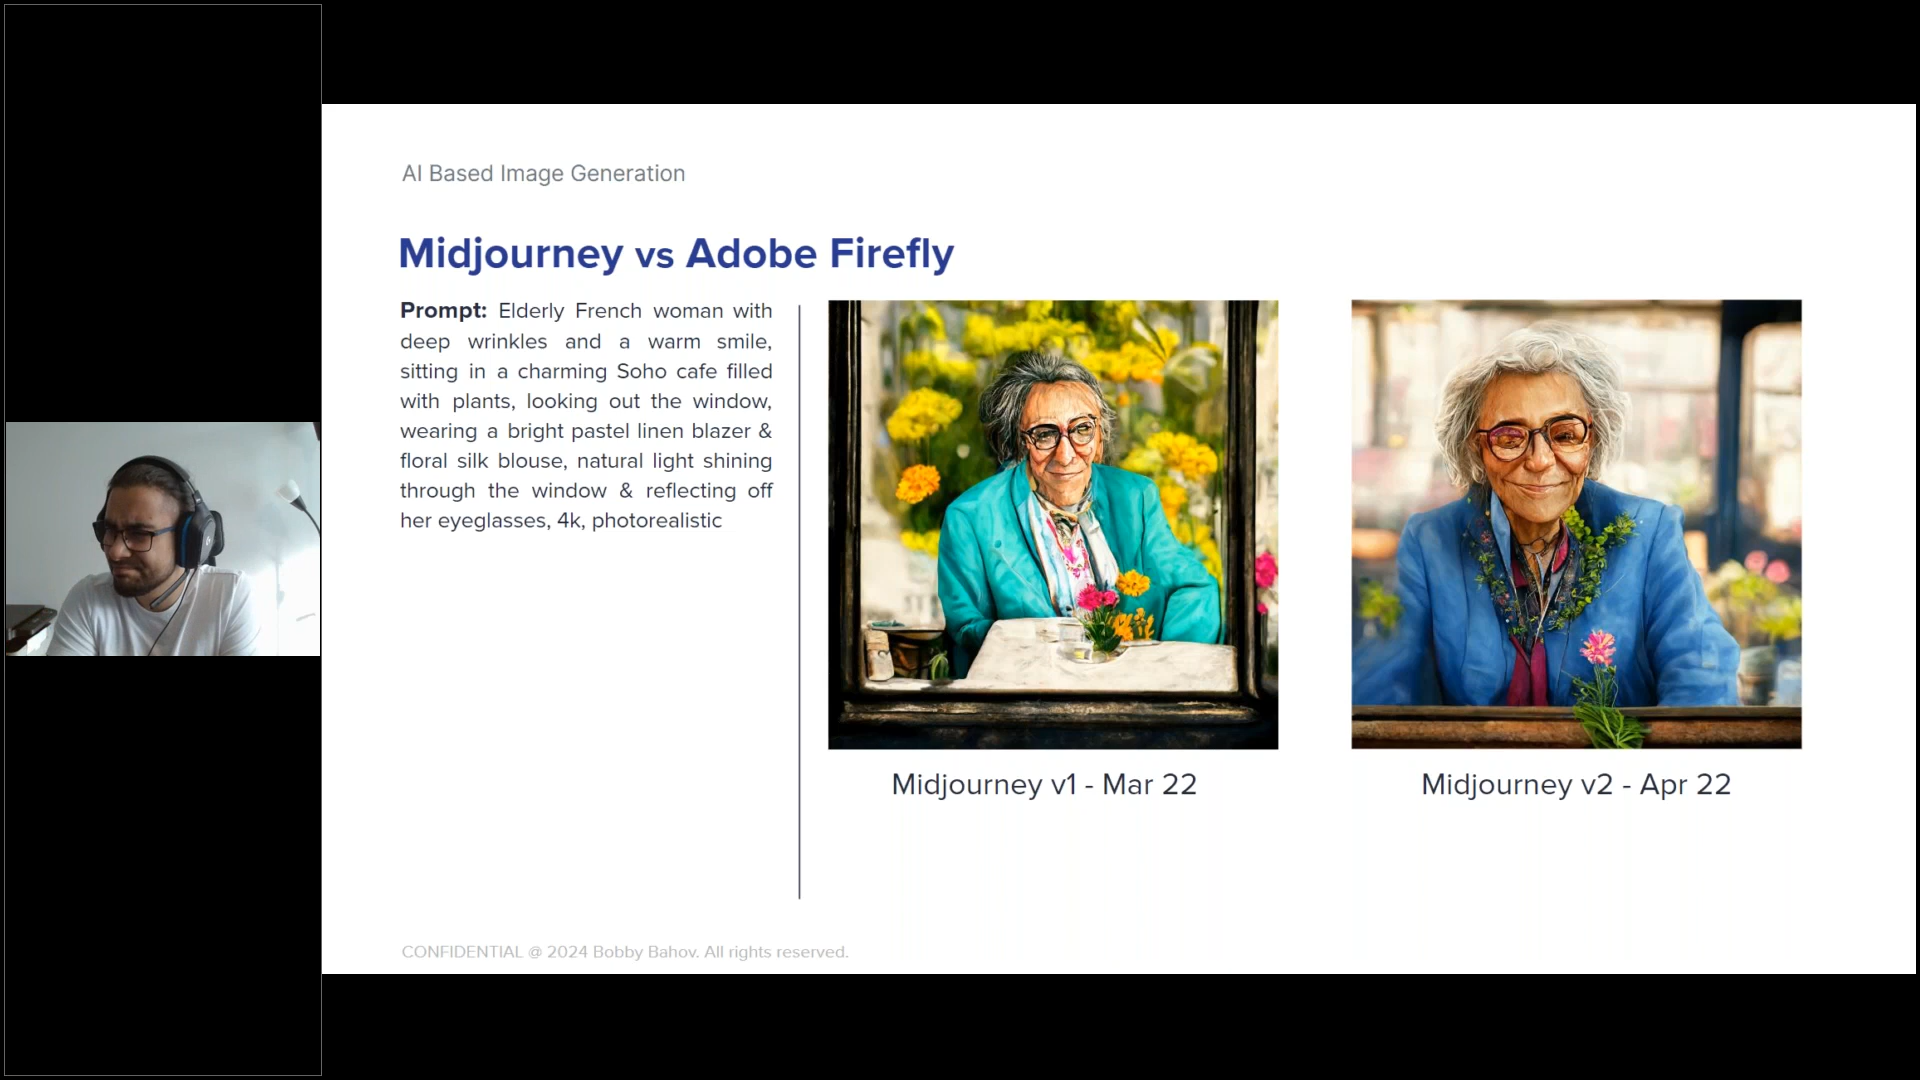 AI Based Image Generation
Midjourney vs Adobe Firefly
Prompt: Elderly French woman with
deep wrinkles and a warm smile,
sitting in a charming Soho cafe filled
with plants, looking out the window,
wearing a bright pastel linen blazer &
floral silk blouse, natural light shining
through the window & reflecting off
her eyeglasses, 4k, photorealistic
Midjourney v1 - Mar 22
Midjourney v2 - Apr 22
CONFIDENTIAL @ 2024 Bobby Bahov. All rights reserved.